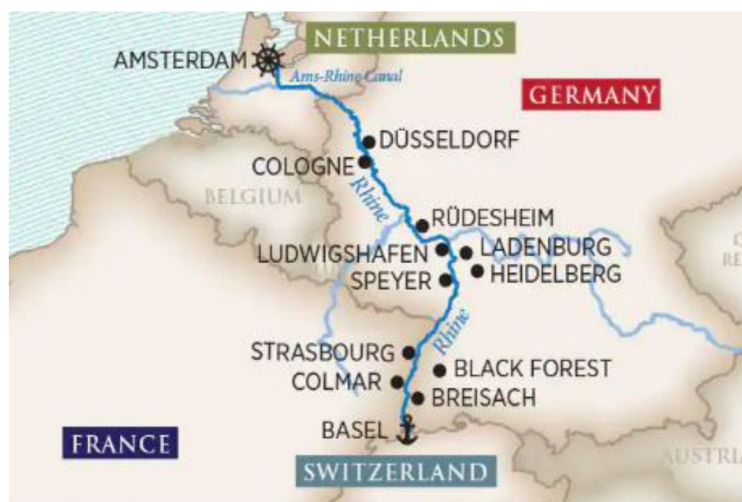 NETHERLANDS
AMSTERDAM
Ams-Rhine Canal
GERMANY
DÜSSELDORF
COLOGNE
BELGIUM
Rhine
RÜDESHEIM
LUDWIGSHAFEN
LADENBURG
HEIDELBERG
SPEYER
Rhine
STRASBOURG
BLACK FOREST
COLMAR
BREISACH
BASEL
FRANCE
SWITZERLAND
AUSTRIA